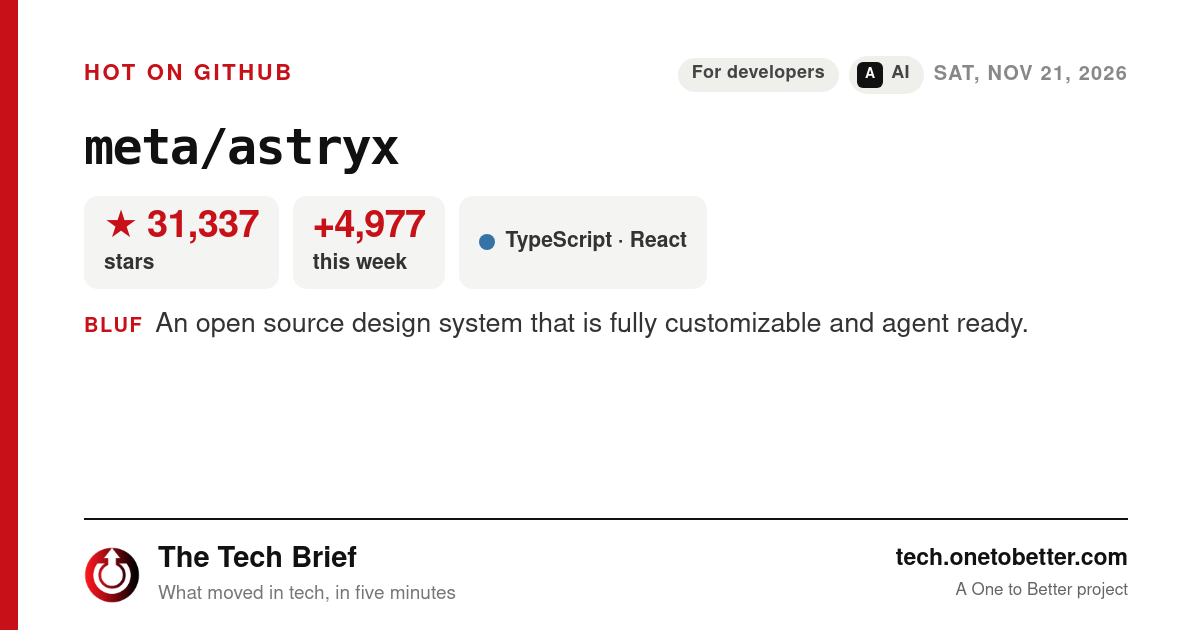 HOT ON GITHUB
For developers
A AI
SAT, NOV 21, 2026
meta/astryx
★ 31,337
stars
+4,977
this week
TypeScript · React
BLUF An open source design system that is fully customizable and agent ready.
The Tech Brief
What moved in tech, in five minutes
tech.onetobetter.com
A One to Better project